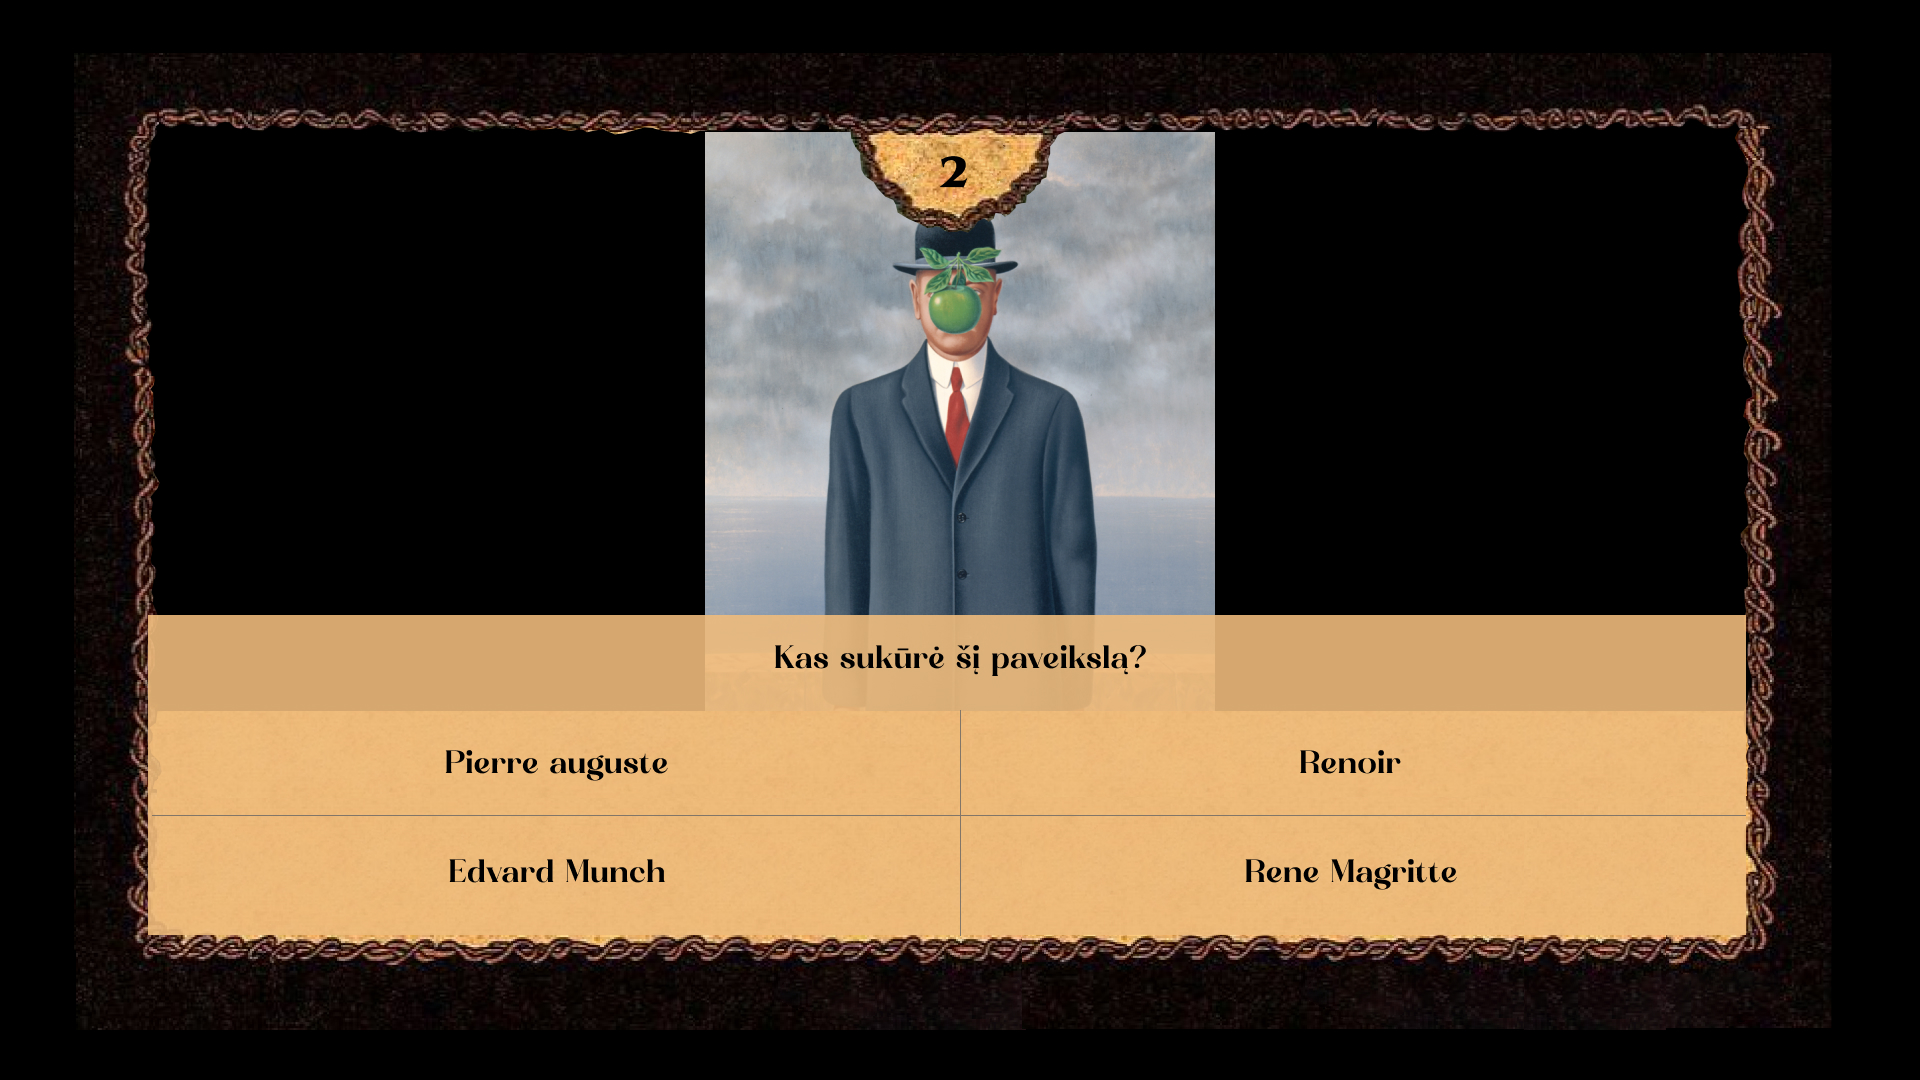 2
Kas sukūrė šį paveikslą?
Pierre auguste
Renoir
Edvard Munch
Rene Magritte